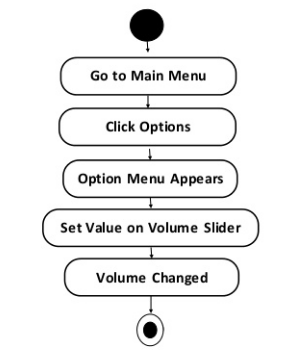 Go to Main Menu
Click Options
Option Menu Appears
Set Value on Volume Slider
Volume Changed